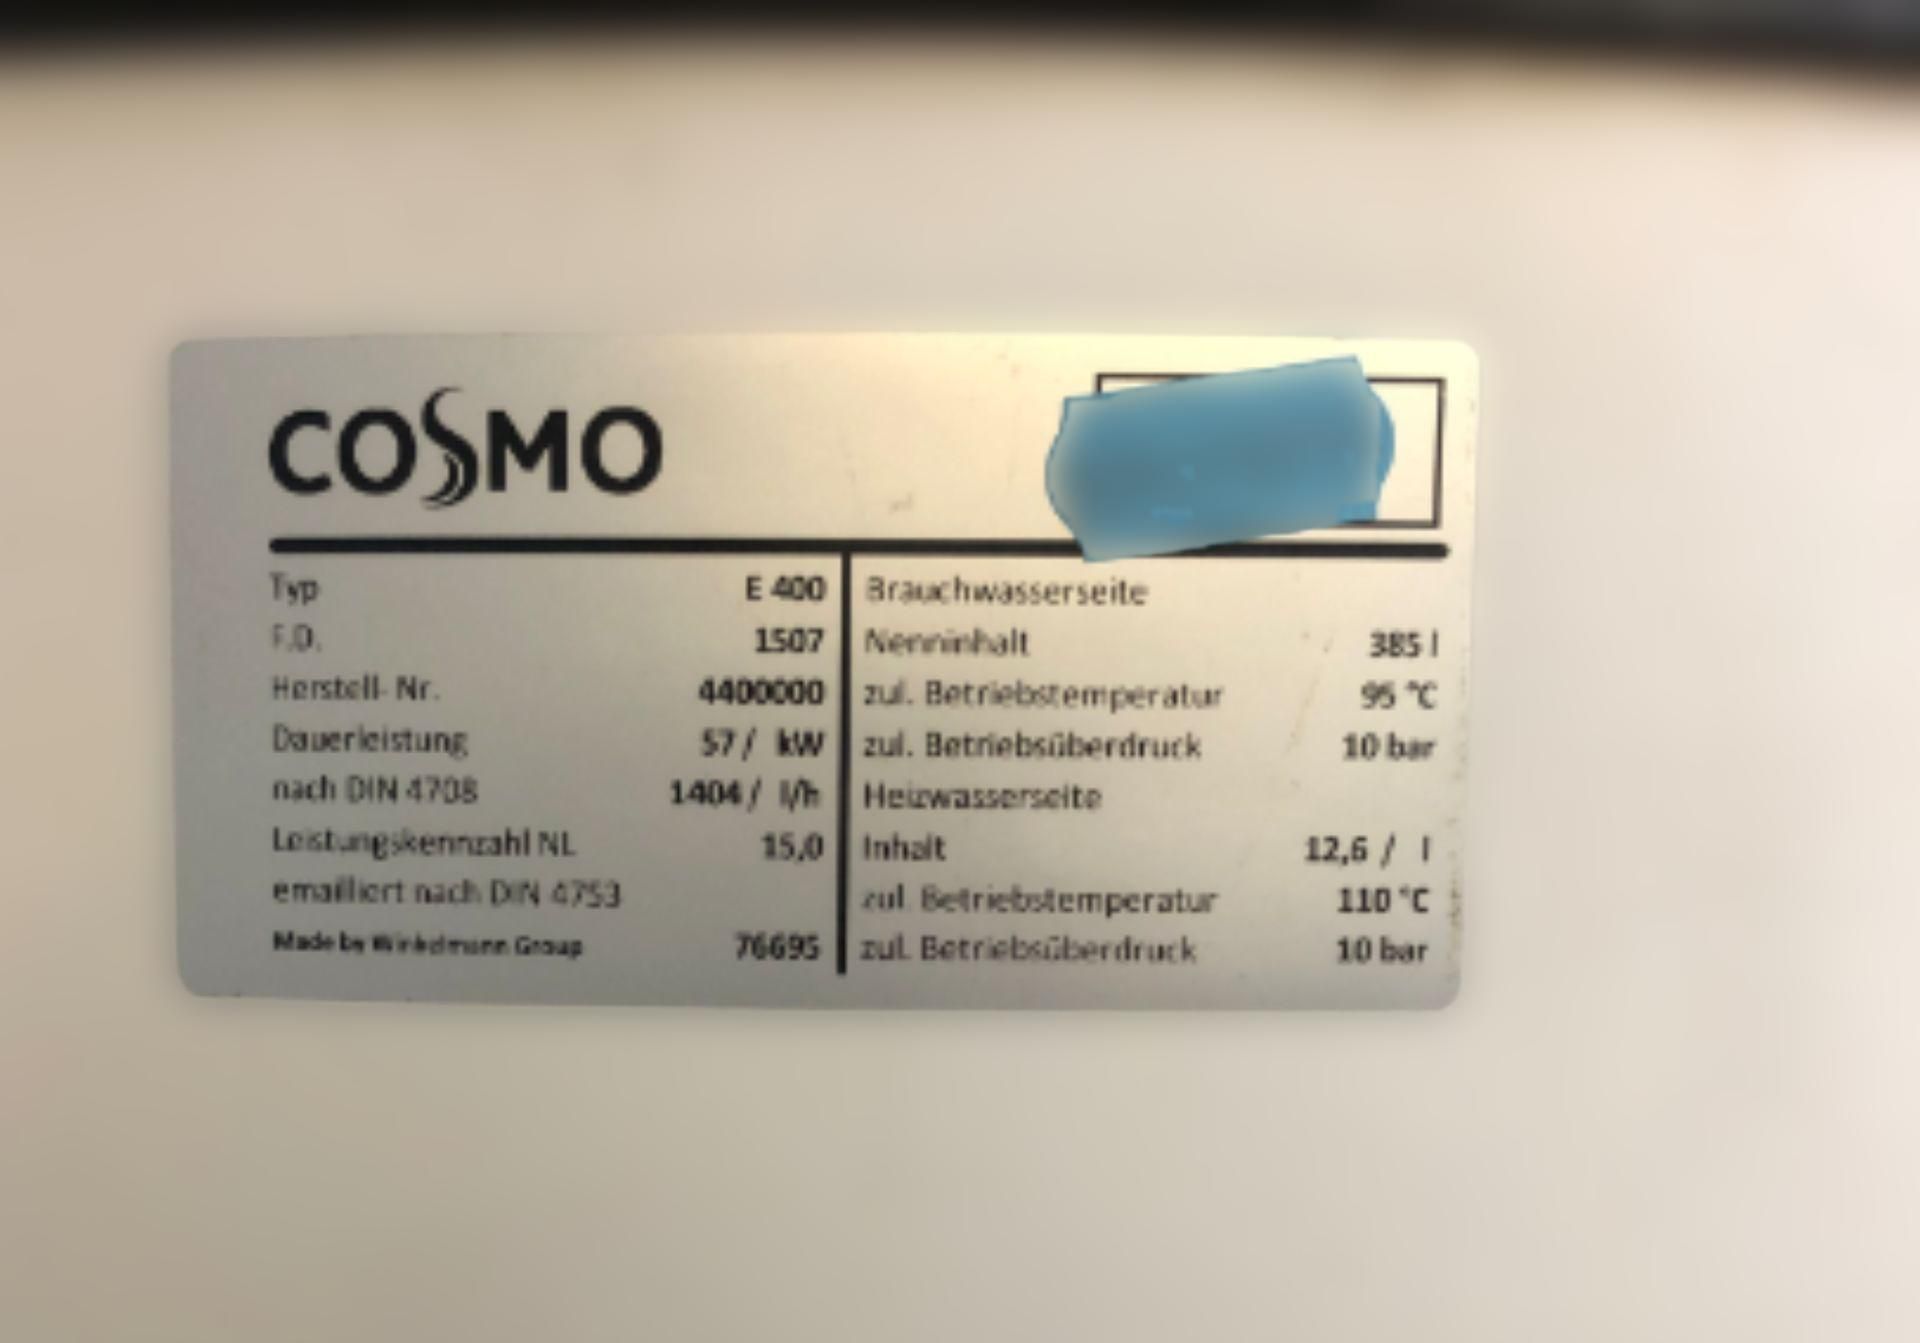 COSMO
Typ E 400
F.D. 1507
Herstell- Nr. 4400000
Dauerleistung 57 / kW
nach DIN 4708 1404 / l/h
Leistungskennzahl NL 15,0
emailliert nach DIN 4753
Made by Winkelmann Group 76695
Brauchwasserseite
Nenninhalt 385 l
zul. Betriebstemperatur 95 °C
zul. Betriebsüberdruck 10 bar
Heizwasserseite
Inhalt 12,6 / l
zul. Betriebstemperatur 110 °C
zul. Betriebsüberdruck 10 bar